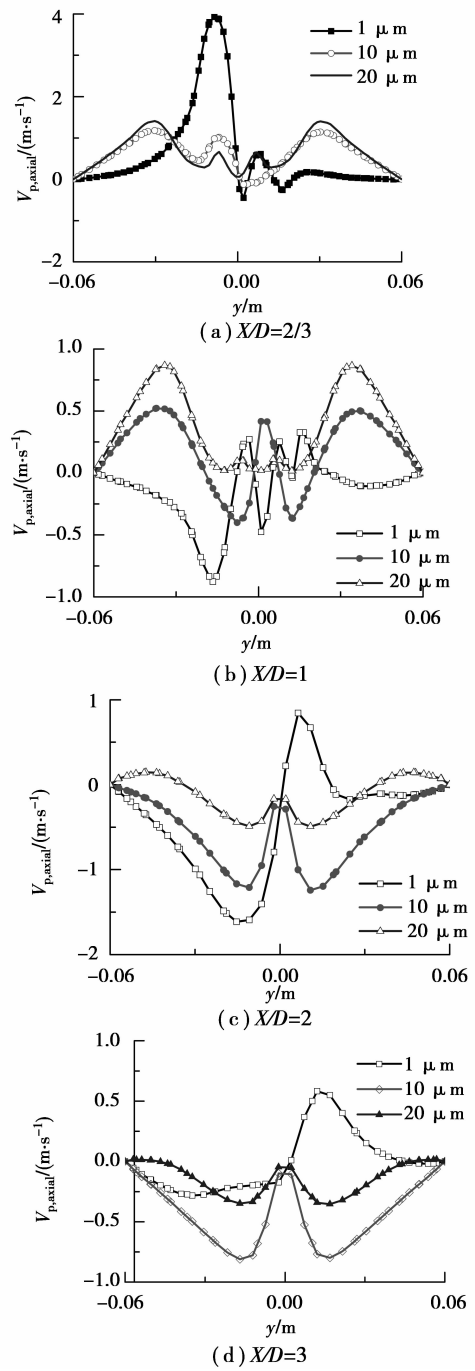 4
1 μm
10 μm
20 μm
2
0
−2
V_p,axial/(m·s⁻¹)
−0.06 0.00 0.06
y/m
(a) X/D=2/3
1.0
0.5
0.0
−0.5
−1.0
V_p,axial/(m·s⁻¹)
1 μm
10 μm
20 μm
−0.06 0.00 0.06
y/m
(b) X/D=1
1
0
−1
−2
V_p,axial/(m·s⁻¹)
1 μm
10 μm
20 μm
−0.06 0.00 0.06
y/m
(c) X/D=2
1.0
0.5
0.0
−0.5
−1.0
V_p,axial/(m·s⁻¹)
1 μm
10 μm
20 μm
−0.06 0.00 0.06
y/m
(d) X/D=3